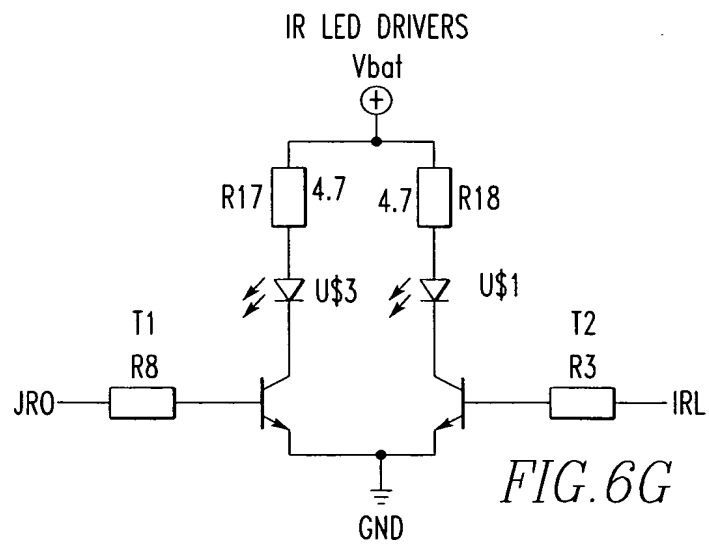 IR LED DRIVERS
Vbat
R17
4.7
4.7
R18
U$3
U$1
T1
T2
R8
R3
JRO
IRL
GND
FIG.6G